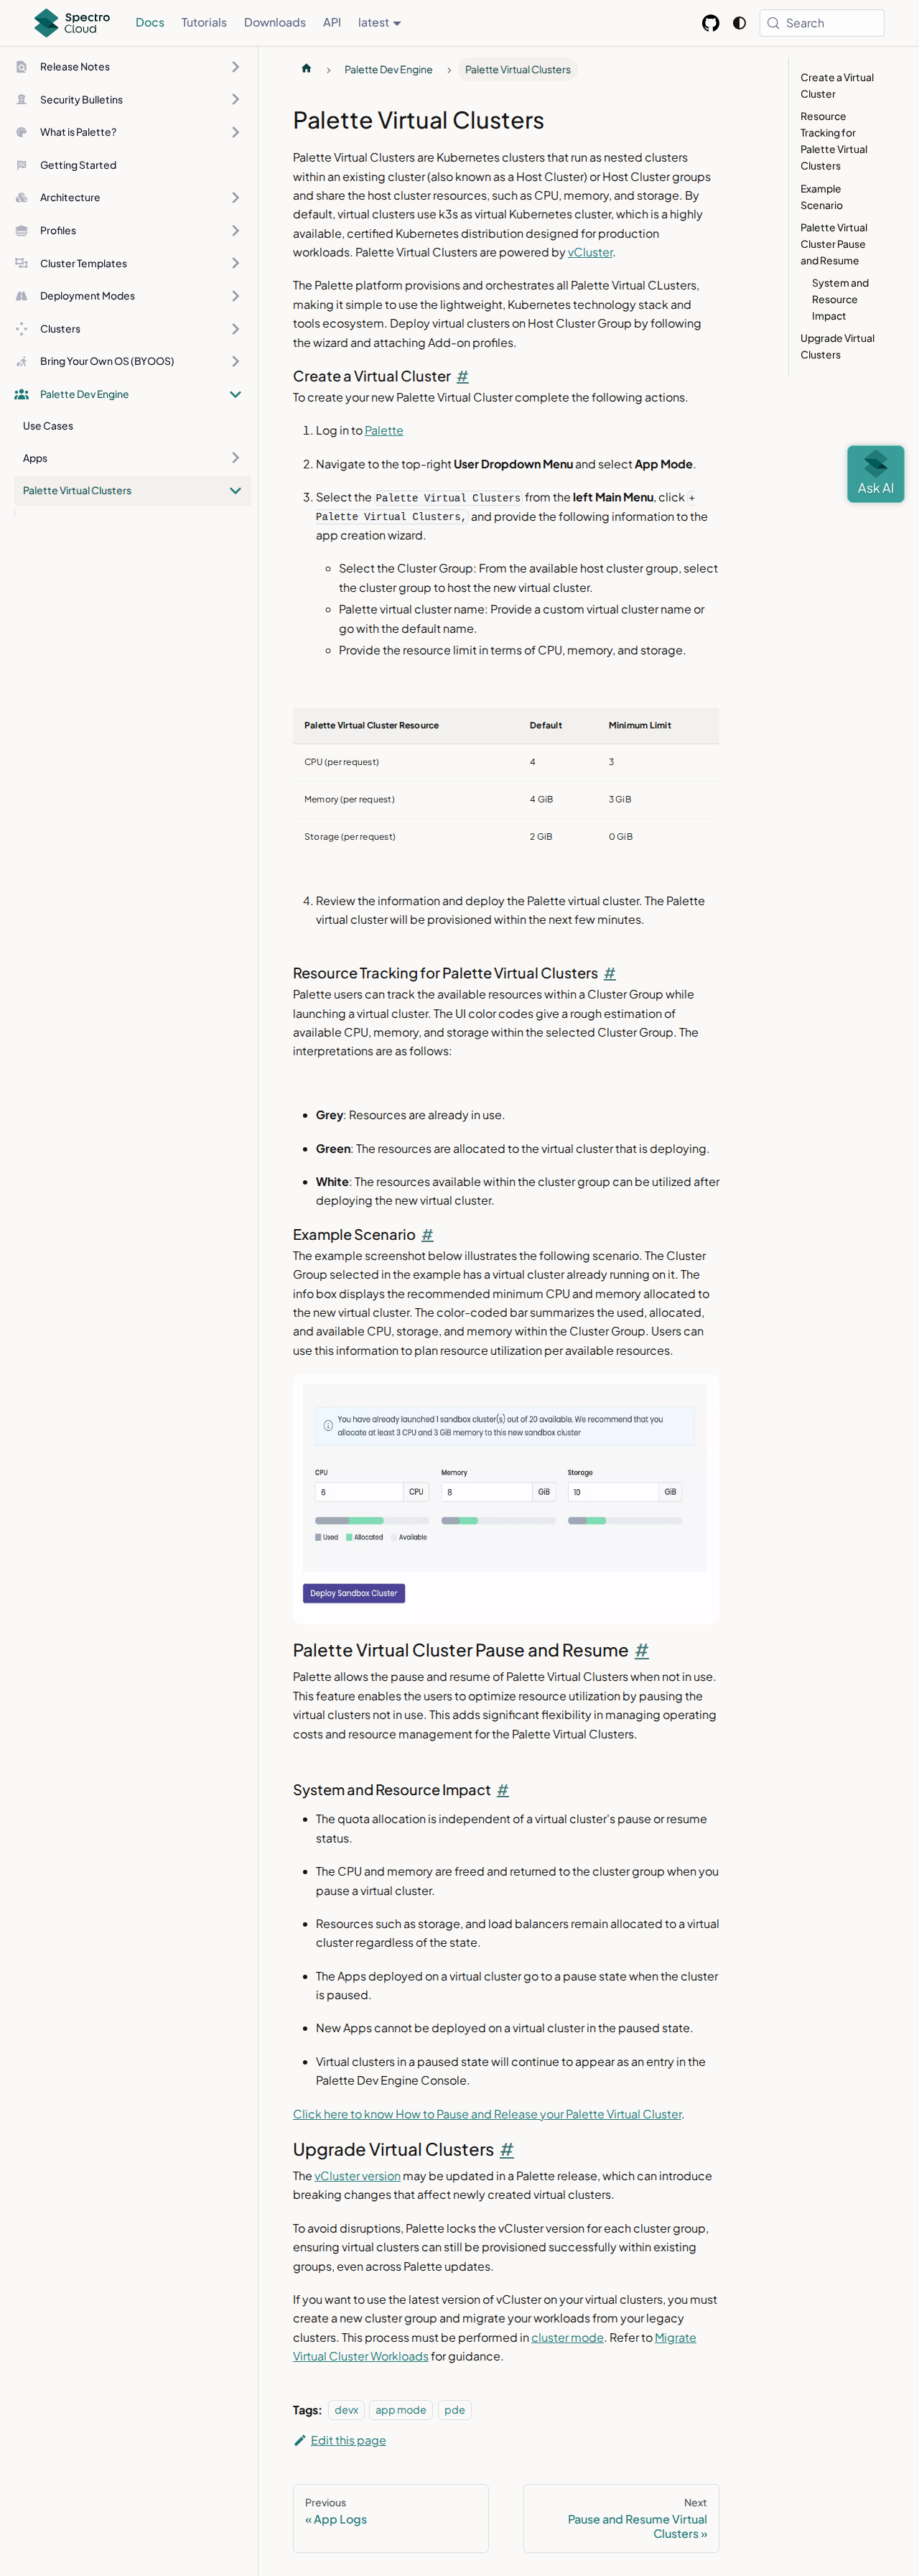 Spectro Cloud
Docs
Tutorials
Downloads
API
latest
Search
Release Notes
Security Bulletins
What is Palette?
Getting Started
Architecture
Profiles
Cluster Templates
Deployment Modes
Clusters
Bring Your Own OS (BYOOS)
Palette Dev Engine
Use Cases
Apps
Palette Virtual Clusters
Palette Dev Engine
Palette Virtual Clusters
Palette Virtual Clusters
Palette Virtual Clusters are Kubernetes clusters that run as nested clusters
within an existing cluster (also known as a Host Cluster) or Host Cluster groups
and share the host cluster resources, such as CPU, memory, and storage. By
default, virtual clusters use k3s as virtual Kubernetes cluster, which is a highly
available, certified Kubernetes distribution designed for production
workloads. Palette Virtual Clusters are powered by vCluster.
The Palette platform provisions and orchestrates all Palette Virtual CLusters,
making it simple to use the lightweight, Kubernetes technology stack and
tools ecosystem. Deploy virtual clusters on Host Cluster Group by following
the wizard and attaching Add-on profiles.
Create a Virtual Cluster #
To create your new Palette Virtual Cluster complete the following actions.
1. Log in to Palette
2. Navigate to the top-right User Dropdown Menu and select App Mode.
3. Select the Palette Virtual Clusters from the left Main Menu, click +
Palette Virtual Clusters, and provide the following information to the
app creation wizard.
Select the Cluster Group: From the available host cluster group, select
the cluster group to host the new virtual cluster.
Palette virtual cluster name: Provide a custom virtual cluster name or
go with the default name.
Provide the resource limit in terms of CPU, memory, and storage.
Palette Virtual Cluster Resource Default Minimum Limit
CPU (per request) 4 3
Memory (per request) 4 GiB 3 GiB
Storage (per request) 2 GiB 0 GiB
4. Review the information and deploy the Palette virtual cluster. The Palette
virtual cluster will be provisioned within the next few minutes.
Resource Tracking for Palette Virtual Clusters #
Palette users can track the available resources within a Cluster Group while
launching a virtual cluster. The UI color codes give a rough estimation of
available CPU, memory, and storage within the selected Cluster Group. The
interpretations are as follows:
Grey: Resources are already in use.
Green: The resources are allocated to the virtual cluster that is deploying.
White: The resources available within the cluster group can be utilized after
deploying the new virtual cluster.
Example Scenario #
The example screenshot below illustrates the following scenario. The Cluster
Group selected in the example has a virtual cluster already running on it. The
info box displays the recommended minimum CPU and memory allocated to
the new virtual cluster. The color-coded bar summarizes the used, allocated,
and available CPU, storage, and memory within the Cluster Group. Users can
use this information to plan resource utilization per available resources.
You have already launched 1 sandbox cluster(s) out of 20 available. We recommend that you
allocate at least 3 CPU and 3 GiB memory to this new sandbox cluster
CPU Memory Storage
6 CPU 8 GiB 10 GiB
Used Allocated Available
Deploy Sandbox Cluster
Palette Virtual Cluster Pause and Resume #
Palette allows the pause and resume of Palette Virtual Clusters when not in use.
This feature enables the users to optimize resource utilization by pausing the
virtual clusters not in use. This adds significant flexibility in managing operating
costs and resource management for the Palette Virtual Clusters.
System and Resource Impact #
The quota allocation is independent of a virtual cluster's pause or resume
status.
The CPU and memory are freed and returned to the cluster group when you
pause a virtual cluster.
Resources such as storage, and load balancers remain allocated to a virtual
cluster regardless of the state.
The Apps deployed on a virtual cluster go to a pause state when the cluster
is paused.
New Apps cannot be deployed on a virtual cluster in the paused state.
Virtual clusters in a paused state will continue to appear as an entry in the
Palette Dev Engine Console.
Click here to know How to Pause and Release your Palette Virtual Cluster.
Upgrade Virtual Clusters #
The vCluster version may be updated in a Palette release, which can introduce
breaking changes that affect newly created virtual clusters.
To avoid disruptions, Palette locks the vCluster version for each cluster group,
ensuring virtual clusters can still be provisioned successfully within existing
groups, even across Palette updates.
If you want to use the latest version of vCluster on your virtual clusters, you must
create a new cluster group and migrate your workloads from your legacy
clusters. This process must be performed in cluster mode. Refer to Migrate
Virtual Cluster Workloads for guidance.
Tags: devx app mode pde
Edit this page
Previous
« App Logs
Next
Pause and Resume Virtual
Clusters »
Create a Virtual
Cluster
Resource
Tracking for
Palette Virtual
Clusters
Example
Scenario
Palette Virtual
Cluster Pause
and Resume
System and
Resource
Impact
Upgrade Virtual
Clusters
Ask AI